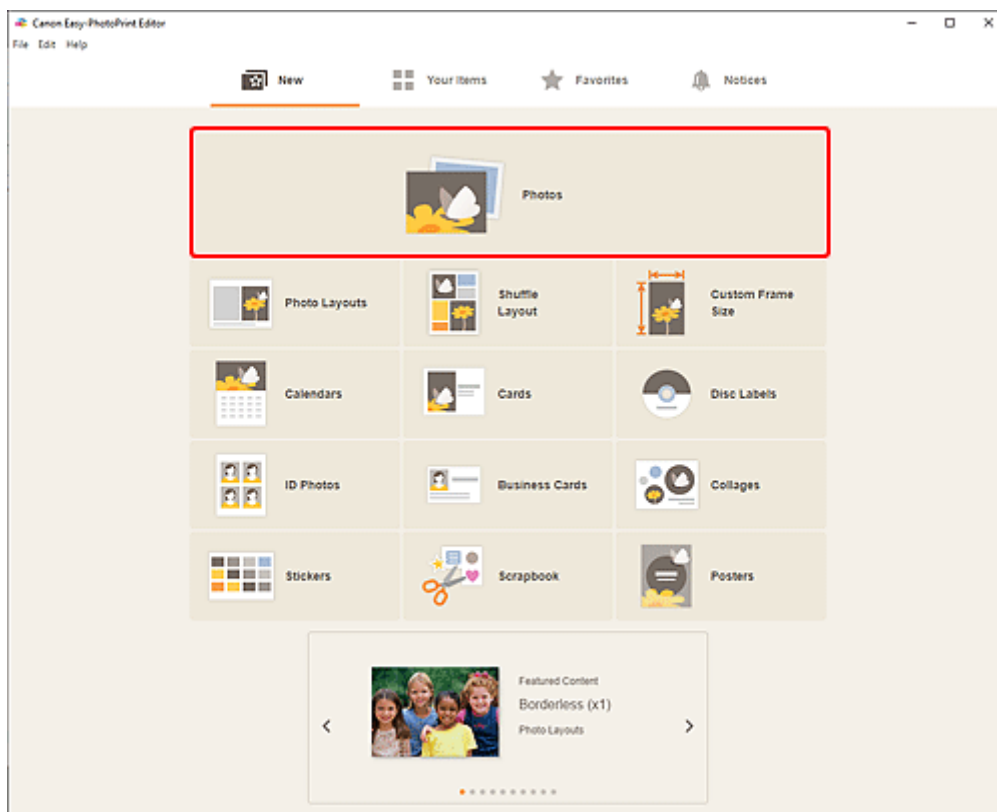 Canon Easy-PhotoPrint Editor
File Edit Help
New Your Items Favorites Notices
Photos
Photo Layouts
Shuffle
Layout
Custom Frame
Size
Calendars
Cards
Disc Labels
ID Photos
Business Cards
Collages
Stickers
Scrapbook
Posters
Featured Content
Borderless (x1)
Photo Layouts